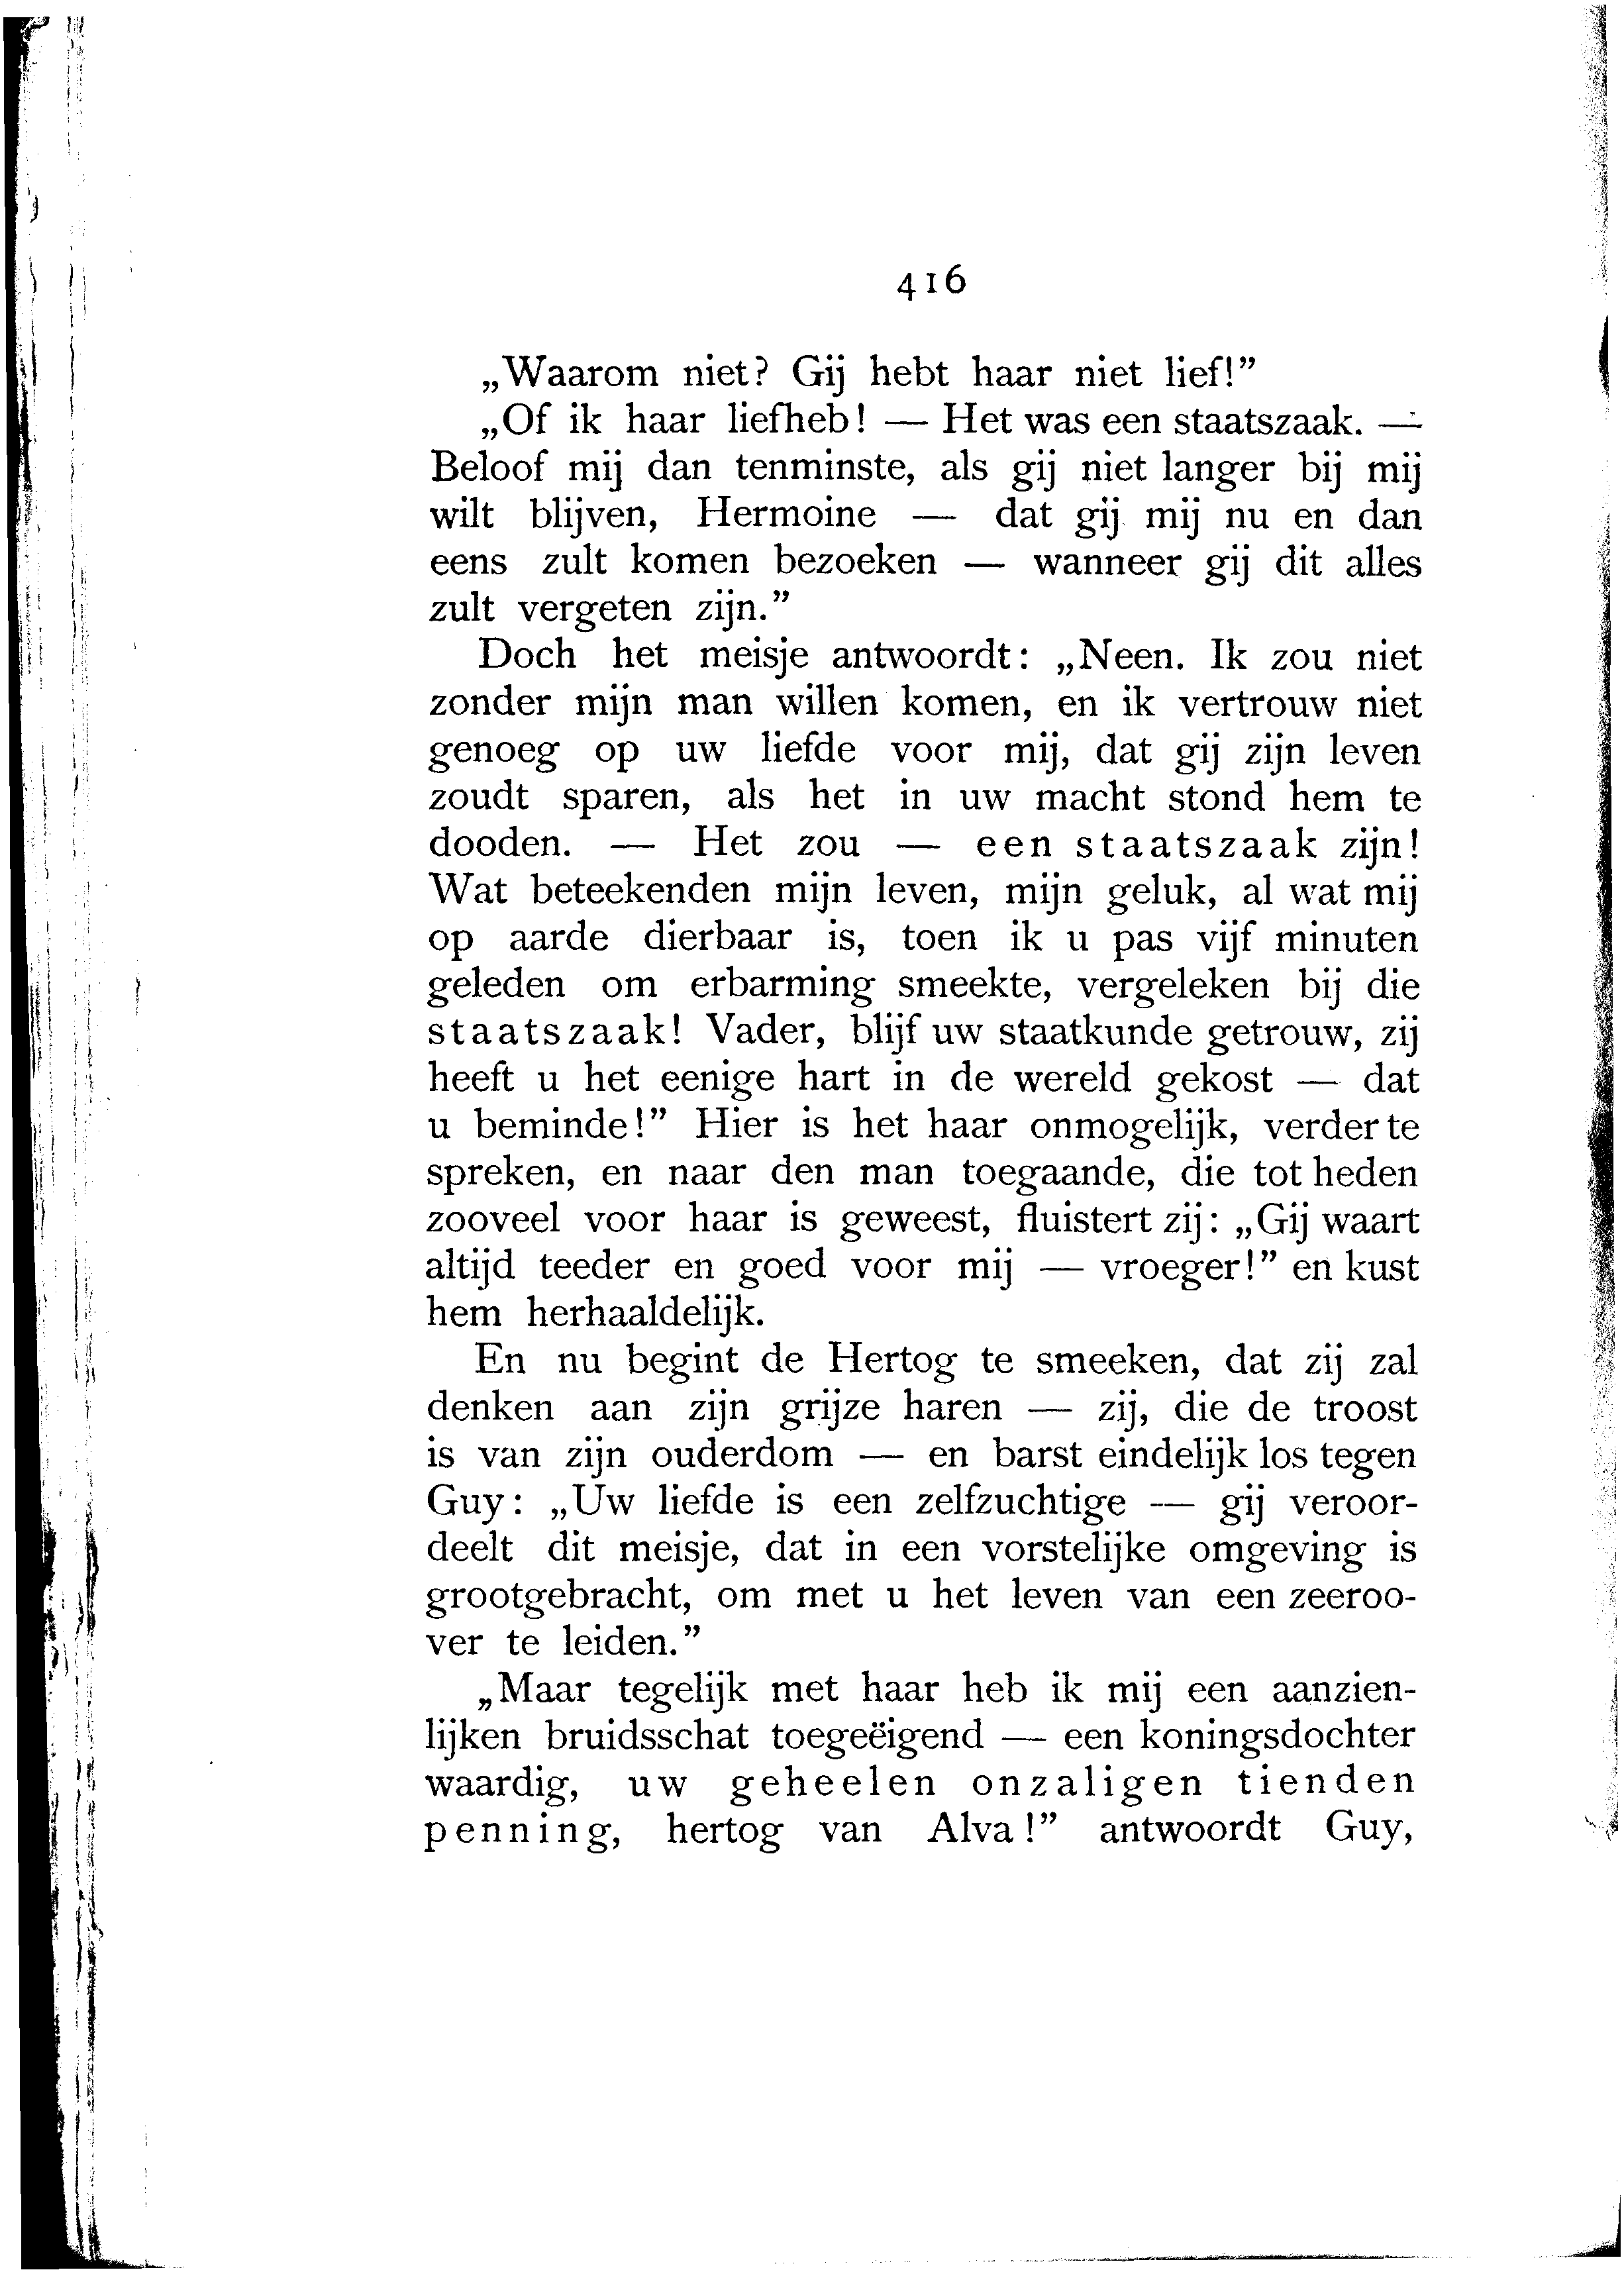 416
„Waarom niet? Gij hebt haar niet lief!”
„Of ik haar liefheb! — Het was een staatszaak. —
Beloof mij dan tenminste, als gij niet langer bij mij
wilt blijven, Hermoine — dat gij mij nu en dan
eens zult komen bezoeken — wanneer gij dit alles
zult vergeten zijn.”
Doch het meisje antwoordt: „Neen. Ik zou niet
zonder mijn man willen komen, en ik vertrouw niet
genoeg op uw liefde voor mij, dat gij zijn leven
zoudt sparen, als het in uw macht stond hem te
dooden. — Het zou — een staatszaak zijn!
Wat beteekenden mijn leven, mijn geluk, al wat mij
op aarde dierbaar is, toen ik u pas vijf minuten
geleden om erbarming smeekte, vergeleken bij die
staatszaak! Vader, blijf uw staatkunde getrouw, zij
heeft u het eenige hart in de wereld gekost — dat
u beminde!” Hier is het haar onmogelijk, verder te
spreken, en naar den man toegaande, die tot heden
zooveel voor haar is geweest, fluistert zij: „Gij waart
altijd teeder en goed voor mij — vroeger!” en kust
hem herhaaldelijk.
En nu begint de Hertog te smeeken, dat zij zal
denken aan zijn grijze haren — zij, die de troost
is van zijn ouderdom — en barst eindelijk los tegen
Guy: „Uw liefde is een zelfzuchtige — gij veroor-
deelt dit meisje, dat in een vorstelijke omgeving is
grootgebracht, om met u het leven van een zeeroo-
ver te leiden.”
„Maar tegelijk met haar heb ik mij een aanzien-
lijken bruidsschat toegeëigend — een koningsdochter
waardig, uw geheelen onzaligen tienden
penning, hertog van Alva!” antwoordt Guy,